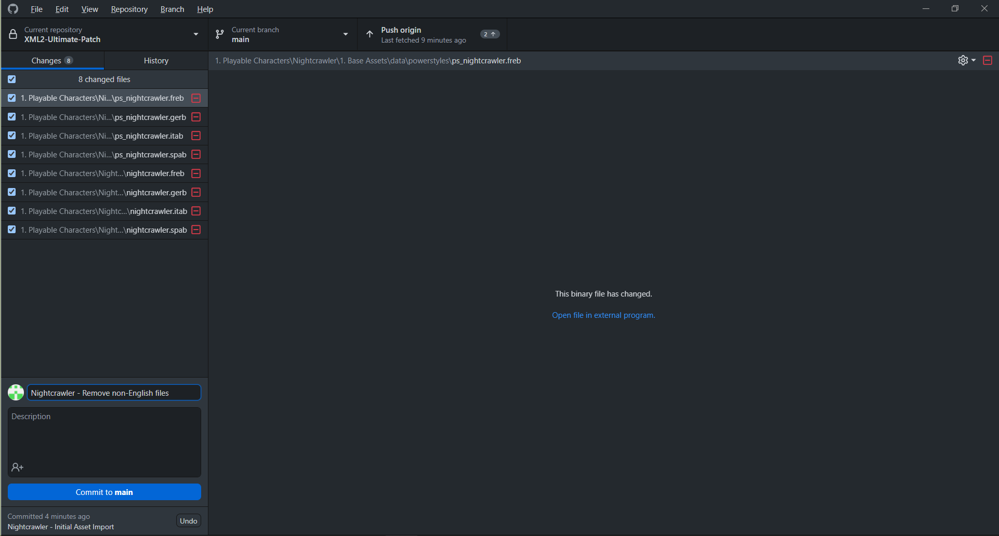 File Edit View Repository Branch Help
Current repository
XML2-Ultimate-Patch
Current branch
main
Push origin
Last fetched 9 minutes ago
2
Changes 8
History
1. Playable Characters\Nightcrawler\1. Base Assets\data\powerstyles\ps_nightcrawler.freb
8 changed files
1. Playable Characters\Ni...\ps_nightcrawler.freb
1. Playable Characters\Ni...\ps_nightcrawler.gerb
1. Playable Characters\Ni...\ps_nightcrawler.itab
1. Playable Characters\Ni...\ps_nightcrawler.spab
1. Playable Characters\Night...\nightcrawler.freb
1. Playable Characters\Night...\nightcrawler.gerb
1. Playable Characters\Nightc...\nightcrawler.itab
1. Playable Characters\Night...\nightcrawler.spab
This binary file has changed.
Open file in external program.
Nightcrawler - Remove non-English files
Description
Commit to main
Committed 4 minutes ago
Nightcrawler - Initial Asset Import
Undo